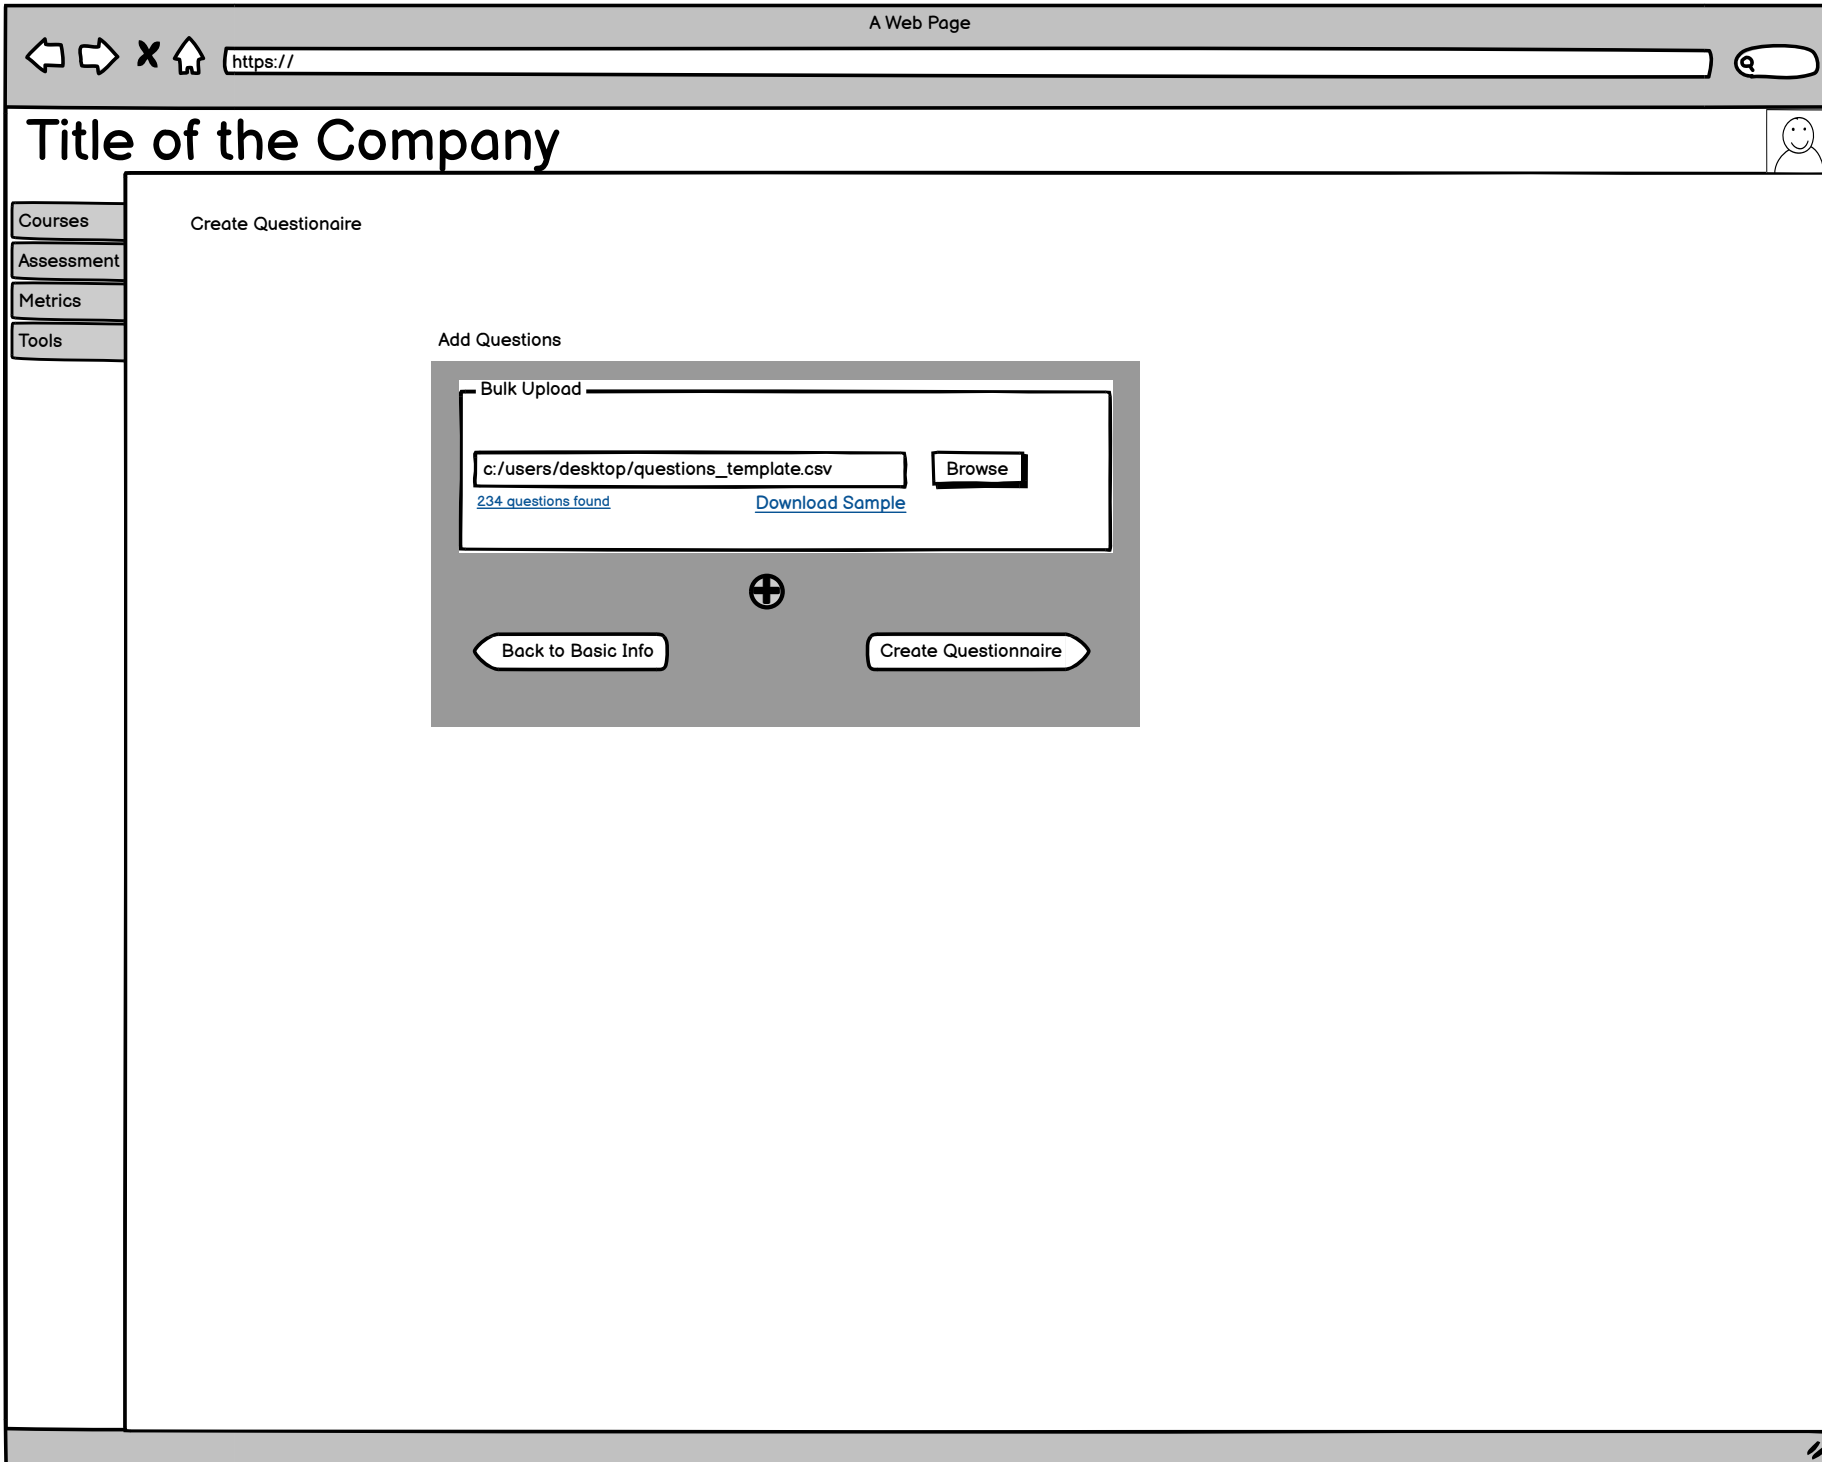 A Web Page
https://
Title of the Company
Courses
Assessment
Metrics
Tools
Create Questionaire
Add Questions
Bulk Upload
c:/users/desktop/questions_template.csv
Browse
234 questions found
Download Sample
Back to Basic Info
Create Questionnaire